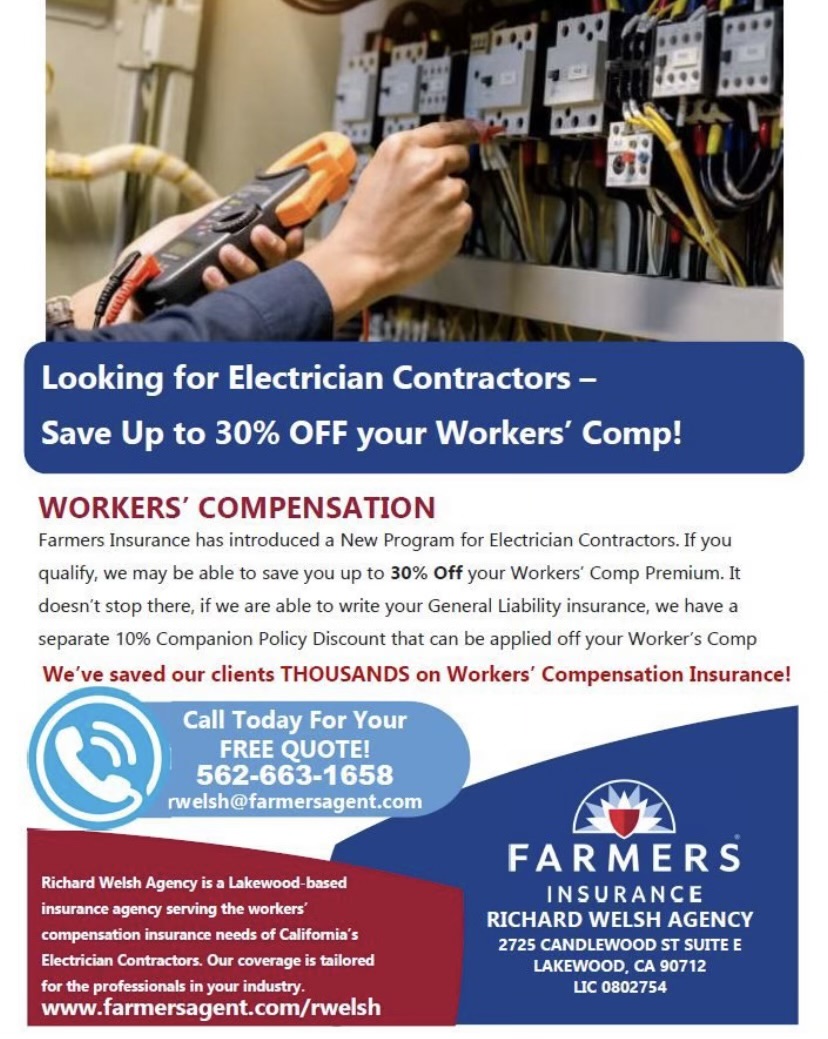 Looking for Electrician Contractors –
Save Up to 30% OFF your Workers' Comp!
WORKERS' COMPENSATION
Farmers Insurance has introduced a New Program for Electrician Contractors. If you
qualify, we may be able to save you up to 30% Off your Workers' Comp Premium. It
doesn't stop there, if we are able to write your General Liability insurance, we have a
separate 10% Companion Policy Discount that can be applied off your Worker's Comp
We've saved our clients THOUSANDS on Workers' Compensation Insurance!
Call Today For Your
FREE QUOTE!
562-663-1658
rwelsh@farmersagent.com
Richard Welsh Agency is a Lakewood-based
insurance agency serving the workers'
compensation insurance needs of California's
Electrician Contractors. Our coverage is tailored
for the professionals in your industry.
www.farmersagent.com/rwelsh
FARMERS
INSURANCE
RICHARD WELSH AGENCY
2725 CANDLEWOOD ST SUITE E
LAKEWOOD, CA 90712
LIC 0802754